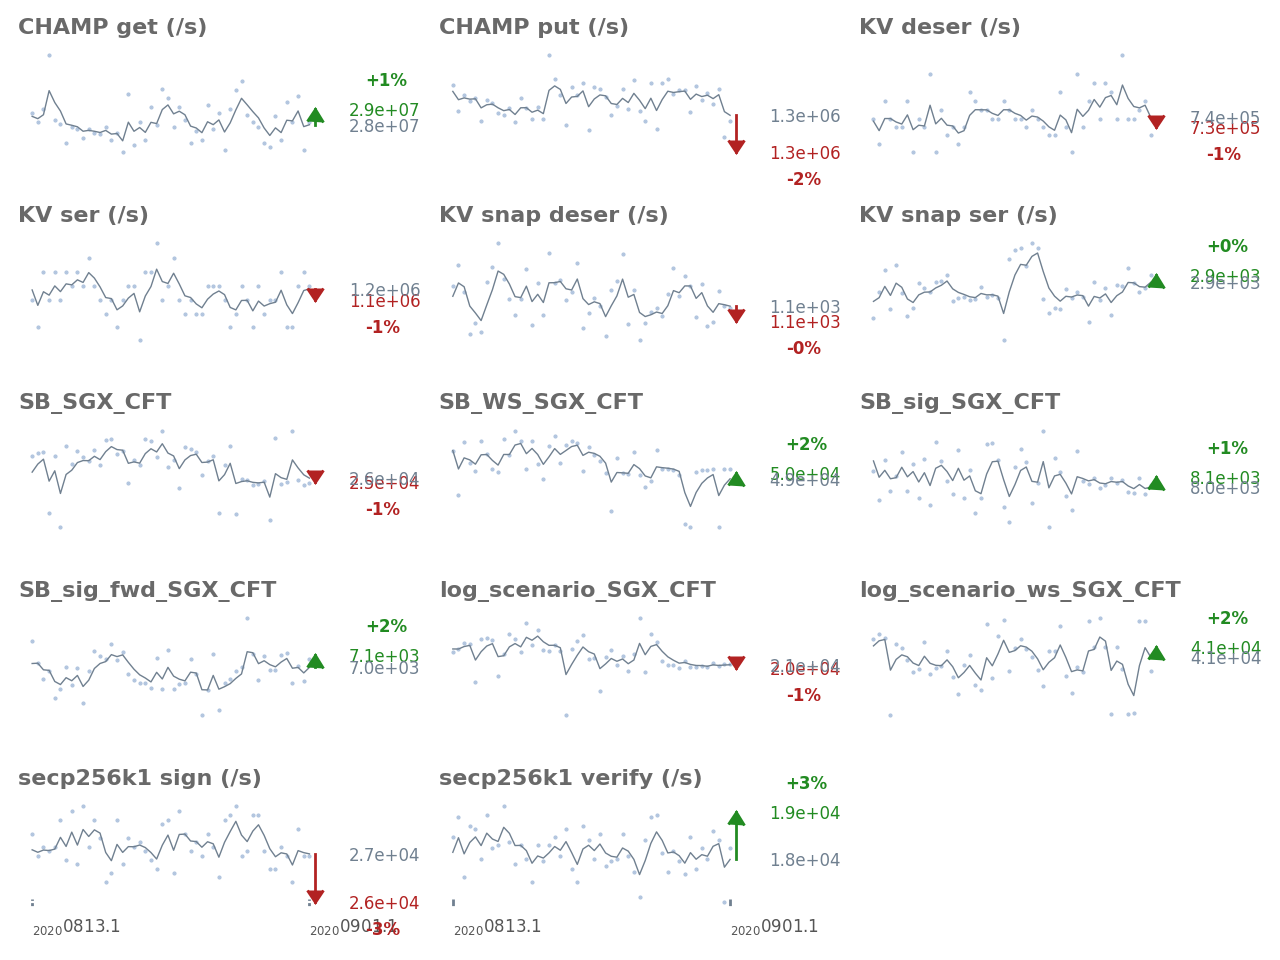 CHAMP get (/s)
+1%
2.9e+07
2.8e+07
CHAMP put (/s)
1.3e+06
1.3e+06
-2%
KV deser (/s)
7.4e+05
7.3e+05
-1%
KV ser (/s)
1.2e+06
1.1e+06
-1%
KV snap deser (/s)
1.1e+03
1.1e+03
-0%
KV snap ser (/s)
+0%
2.9e+03
2.9e+03
SB_SGX_CFT
2.6e+04
2.5e+04
-1%
SB_WS_SGX_CFT
+2%
5.0e+04
4.9e+04
SB_sig_SGX_CFT
+1%
8.1e+03
8.0e+03
SB_sig_fwd_SGX_CFT
+2%
7.1e+03
7.0e+03
log_scenario_SGX_CFT
2.1e+04
2.0e+04
-1%
log_scenario_ws_SGX_CFT
+2%
4.1e+04
4.1e+04
secp256k1 sign (/s)
2.7e+04
2.6e+04
-3%
secp256k1 verify (/s)
+3%
1.9e+04
1.8e+04
2020 0813.1
2020 0901.1
2020 0813.1
2020 0901.1